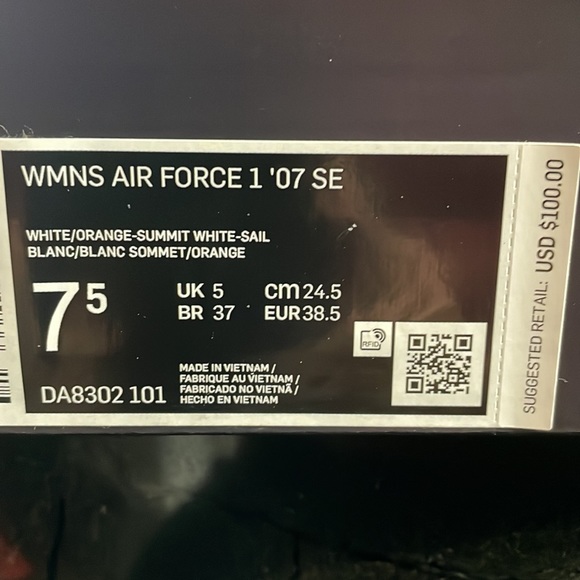 WMNS AIR FORCE 1 '07 SE
WHITE/ORANGE-SUMMIT WHITE-SAIL
BLANC/BLANC SOMMET/ORANGE
7 5
UK 5 cm 24.5
BR 37 EUR 38.5
RFID
MADE IN VIETNAM /
FABRIQUE AU VIETNAM /
FABRICADO NO VIETNÃ /
HECHO EN VIETNAM
DA8302 101
SUGGESTED RETAIL: USD $100.00